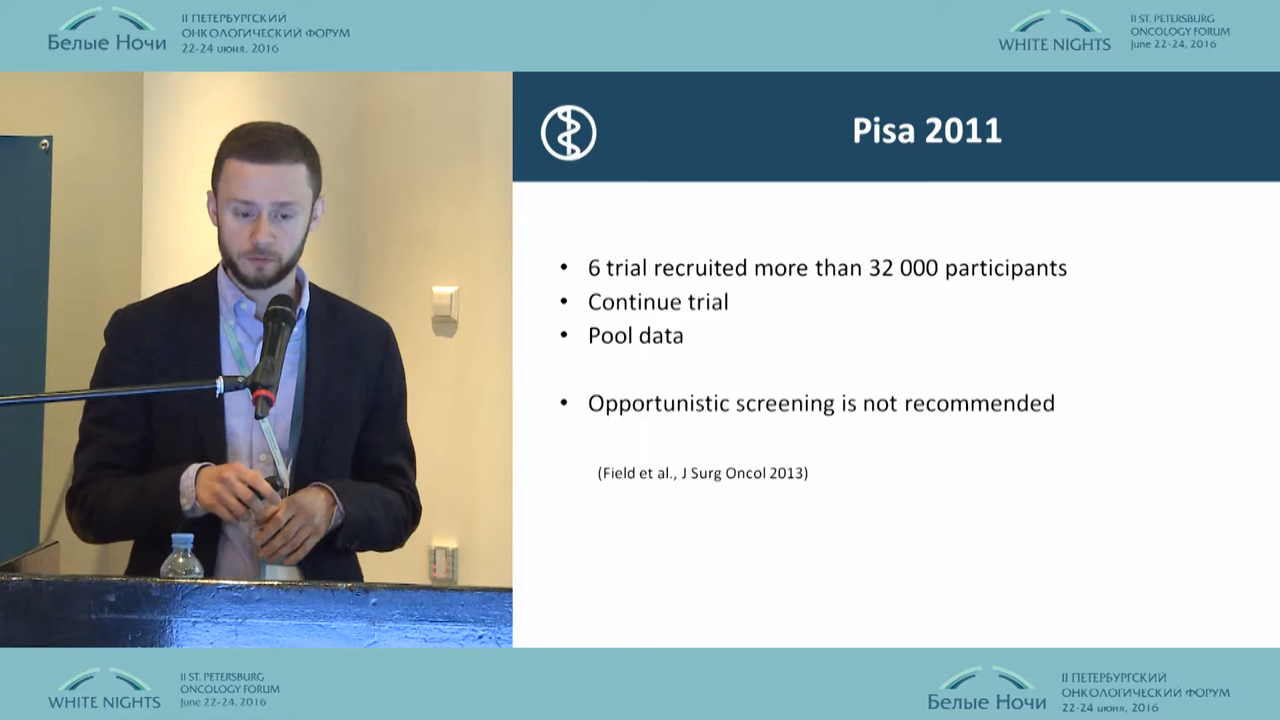 Белые Ночи
II ПЕТЕРБУРГСКИЙ
ОНКОЛОГИЧЕСКИЙ ФОРУМ
22-24 июня, 2016
WHITE NIGHTS
II ST. PETERSBURG
ONCOLOGY FORUM
June 22-24, 2016
Pisa 2011
• 6 trial recruited more than 32 000 participants
• Continue trial
• Pool data
• Opportunistic screening is not recommended
(Field et al., J Surg Oncol 2013)
WHITE NIGHTS
II ST. PETERSBURG
ONCOLOGY FORUM
June 22-24, 2016
Белые Ночи
II ПЕТЕРБУРГСКИЙ
ОНКОЛОГИЧЕСКИЙ ФОРУМ
22-24 июня, 2016